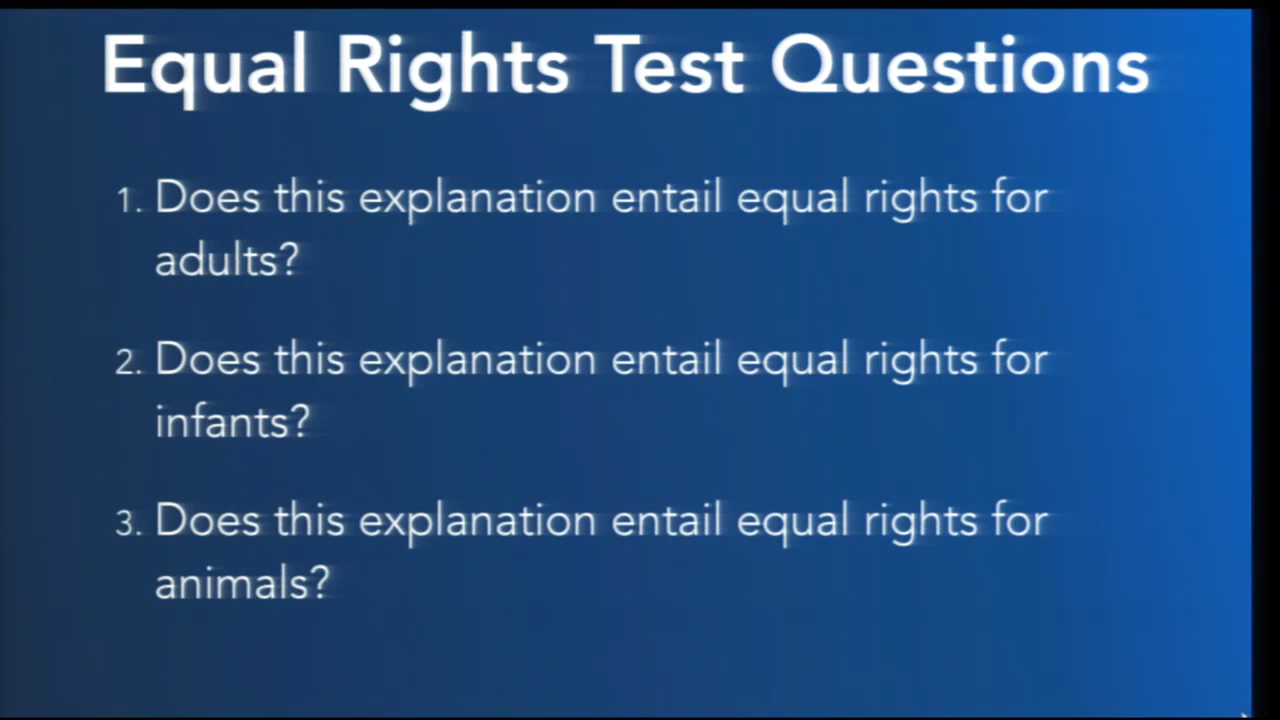 Equal Rights Test Questions
1. Does this explanation entail equal rights for
adults?
2. Does this explanation entail equal rights for
infants?
3. Does this explanation entail equal rights for
animals?